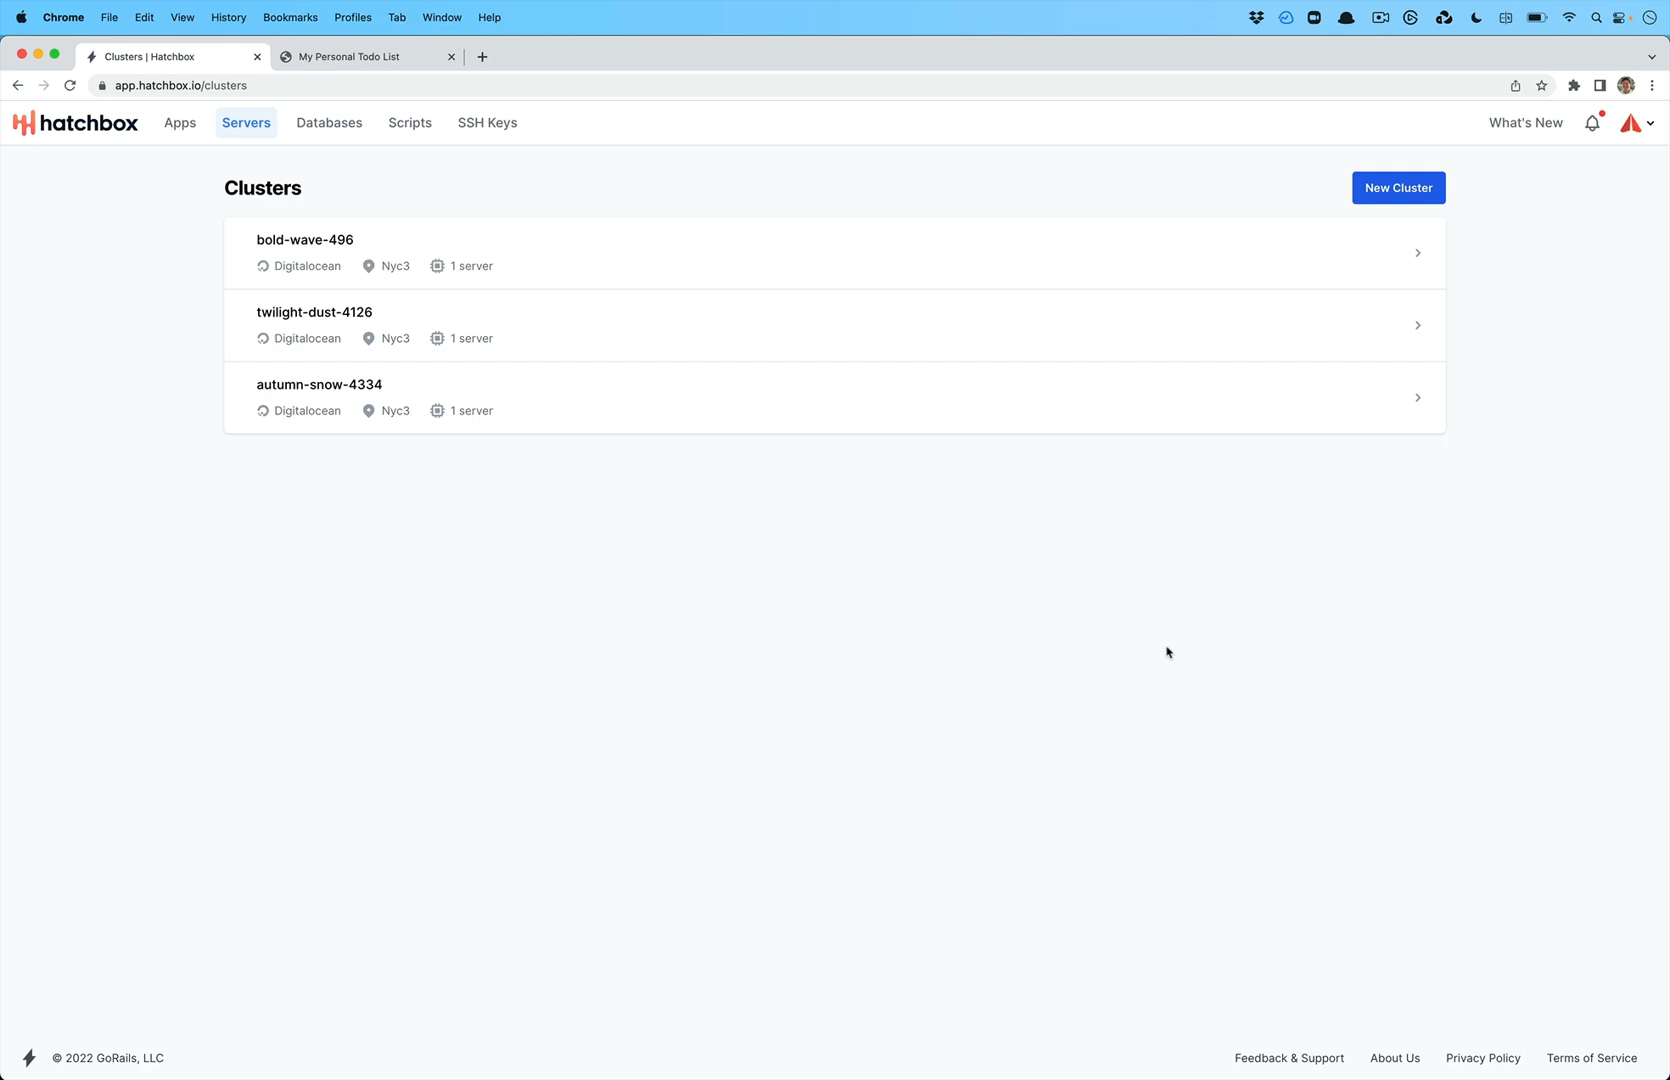 Chrome File Edit View History Bookmarks Profiles Tab Window Help
Clusters | Hatchbox My Personal Todo List
app.hatchbox.io/clusters
hatchbox Apps Servers Databases Scripts SSH Keys What's New
Clusters New Cluster
bold-wave-496
Digitalocean Nyc3 1 server
twilight-dust-4126
Digitalocean Nyc3 1 server
autumn-snow-4334
Digitalocean Nyc3 1 server
© 2022 GoRails, LLC Feedback & Support About Us Privacy Policy Terms of Service